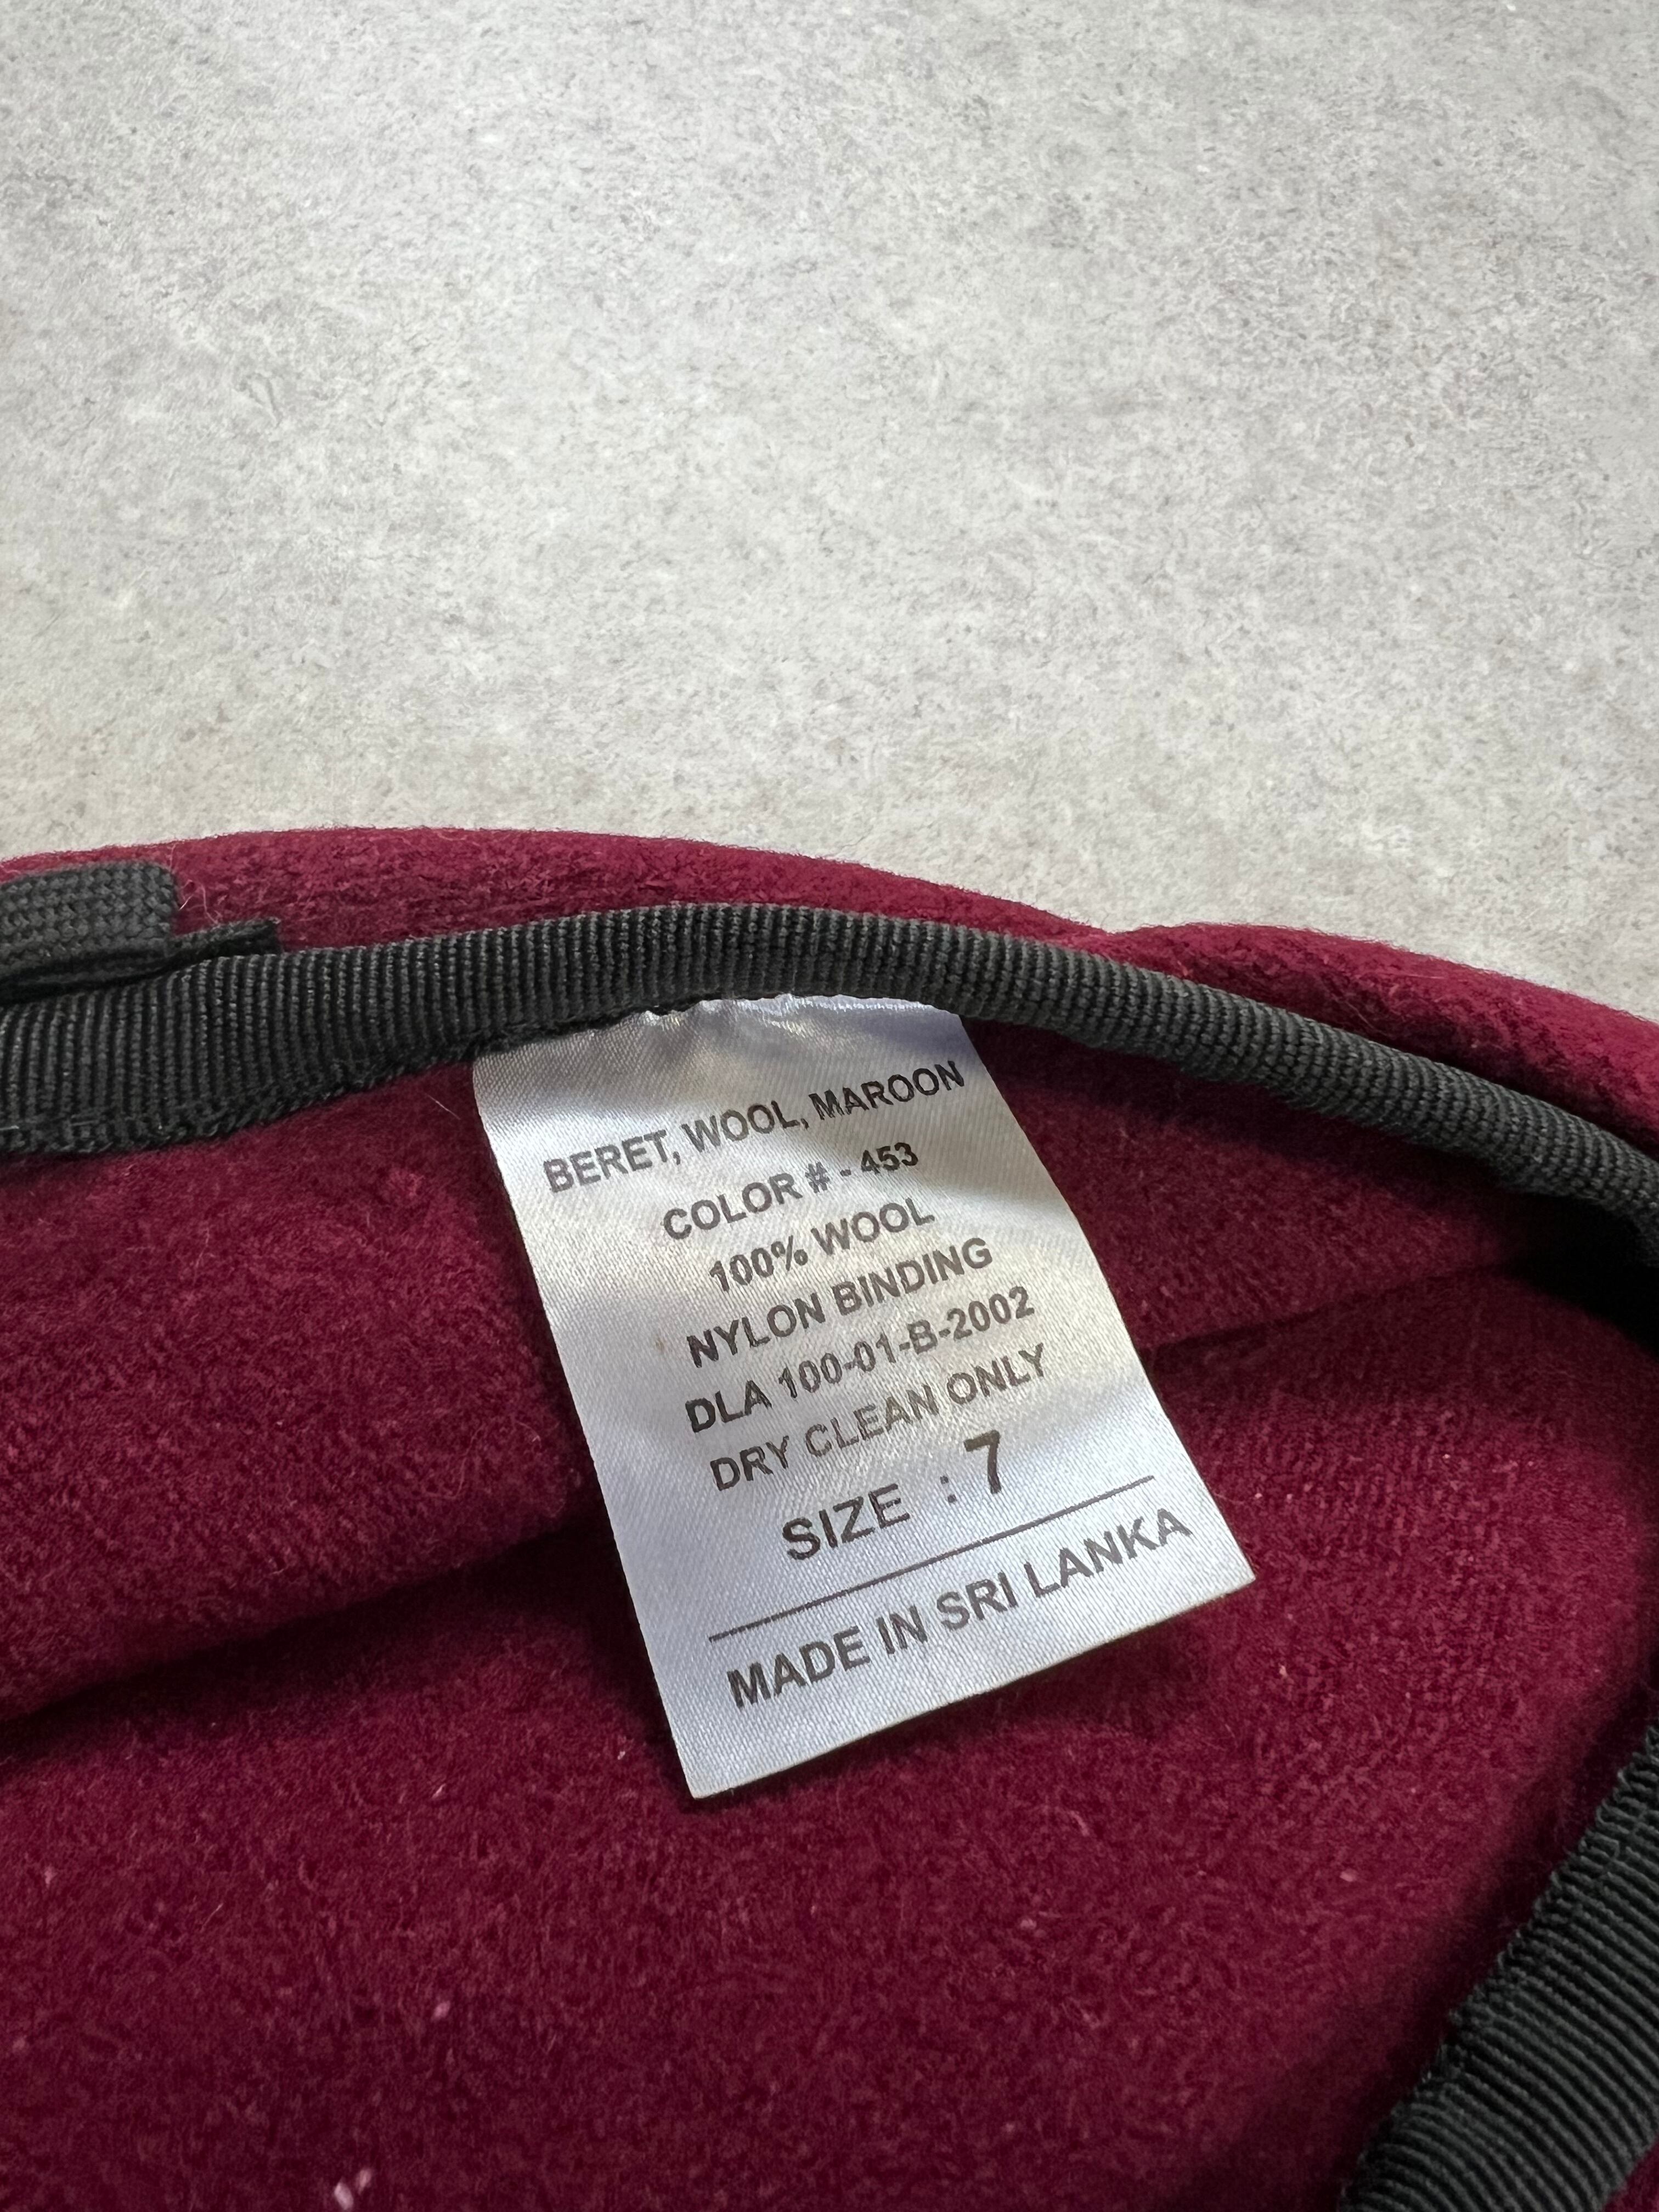 BERET, WOOL, MAROON
COLOR # - 453
100% WOOL
NYLON BINDING
DLA 100-01-B-2002
DRY CLEAN ONLY
SIZE : 7
MADE IN SRI LANKA